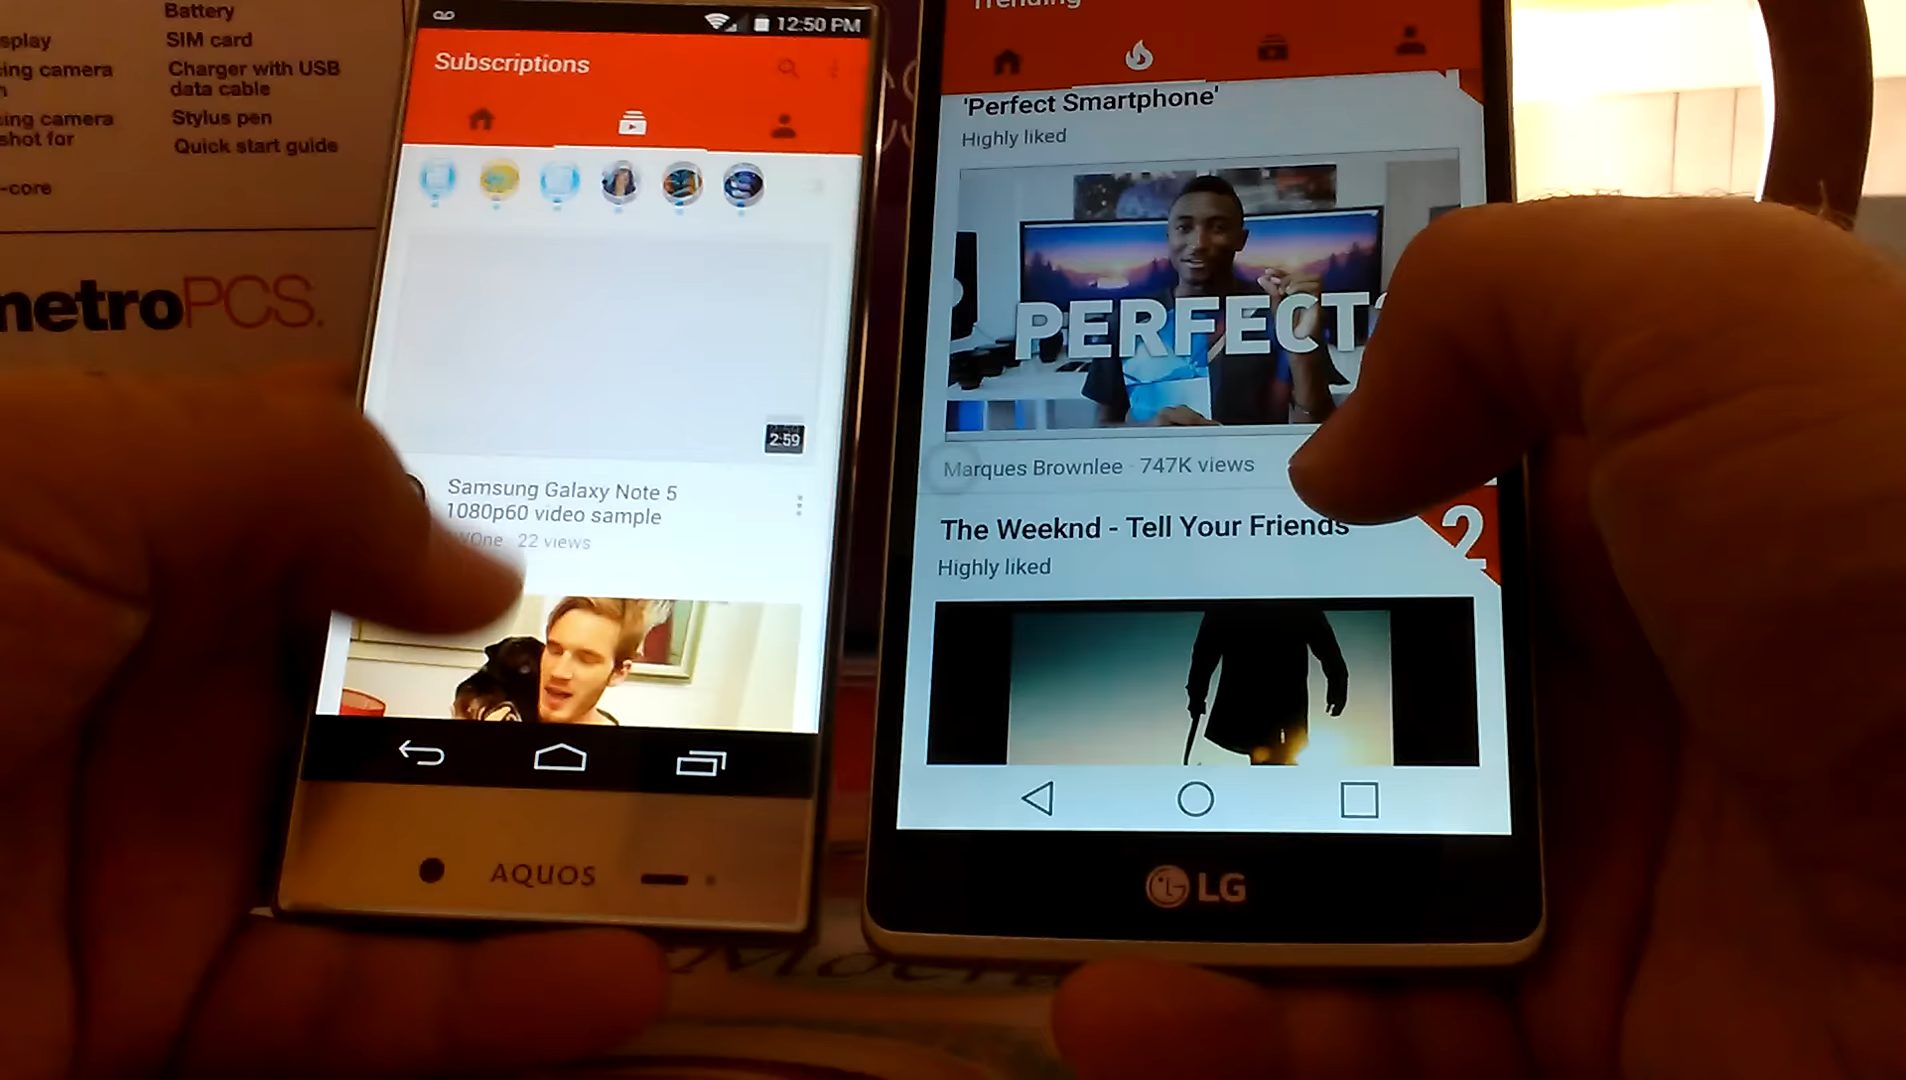 Battery
splay
SIM card
ing camera
Charger with USB
data cable
ing camera
shot for
Stylus pen
Quick start guide
-core
metroPCS.
12:50 PM
Subscriptions
2:59
Samsung Galaxy Note 5
1080p60 video sample
22 views
AQUOS
Trending
'Perfect Smartphone'
Highly liked
PERFECT
Marques Brownlee · 747K views
The Weeknd - Tell Your Friends
2
Highly liked
LG